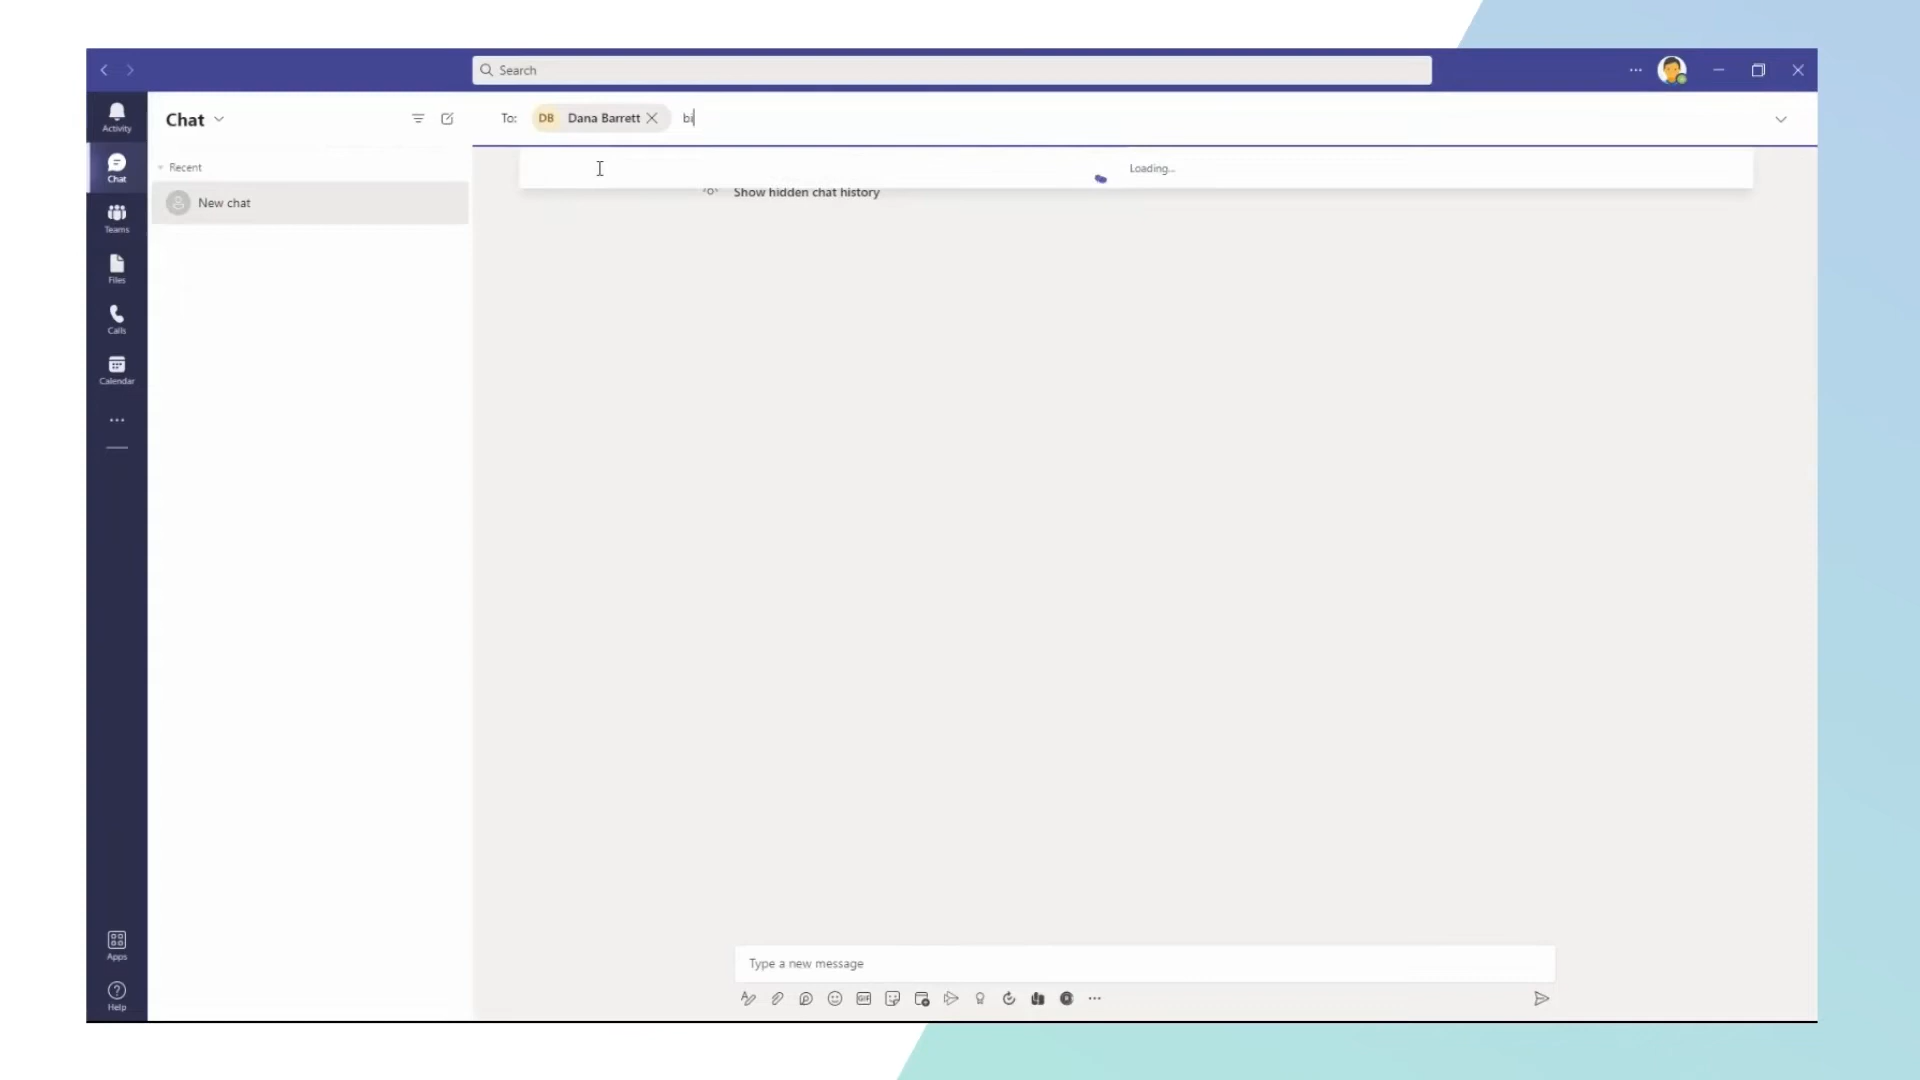 Search
Activity
Chat
Teams
Files
Calls
Calendar
Apps
Help
Chat
Recent
New chat
To: DB Dana Barrett bi
Loading...
Show hidden chat history
Type a new message
GIF